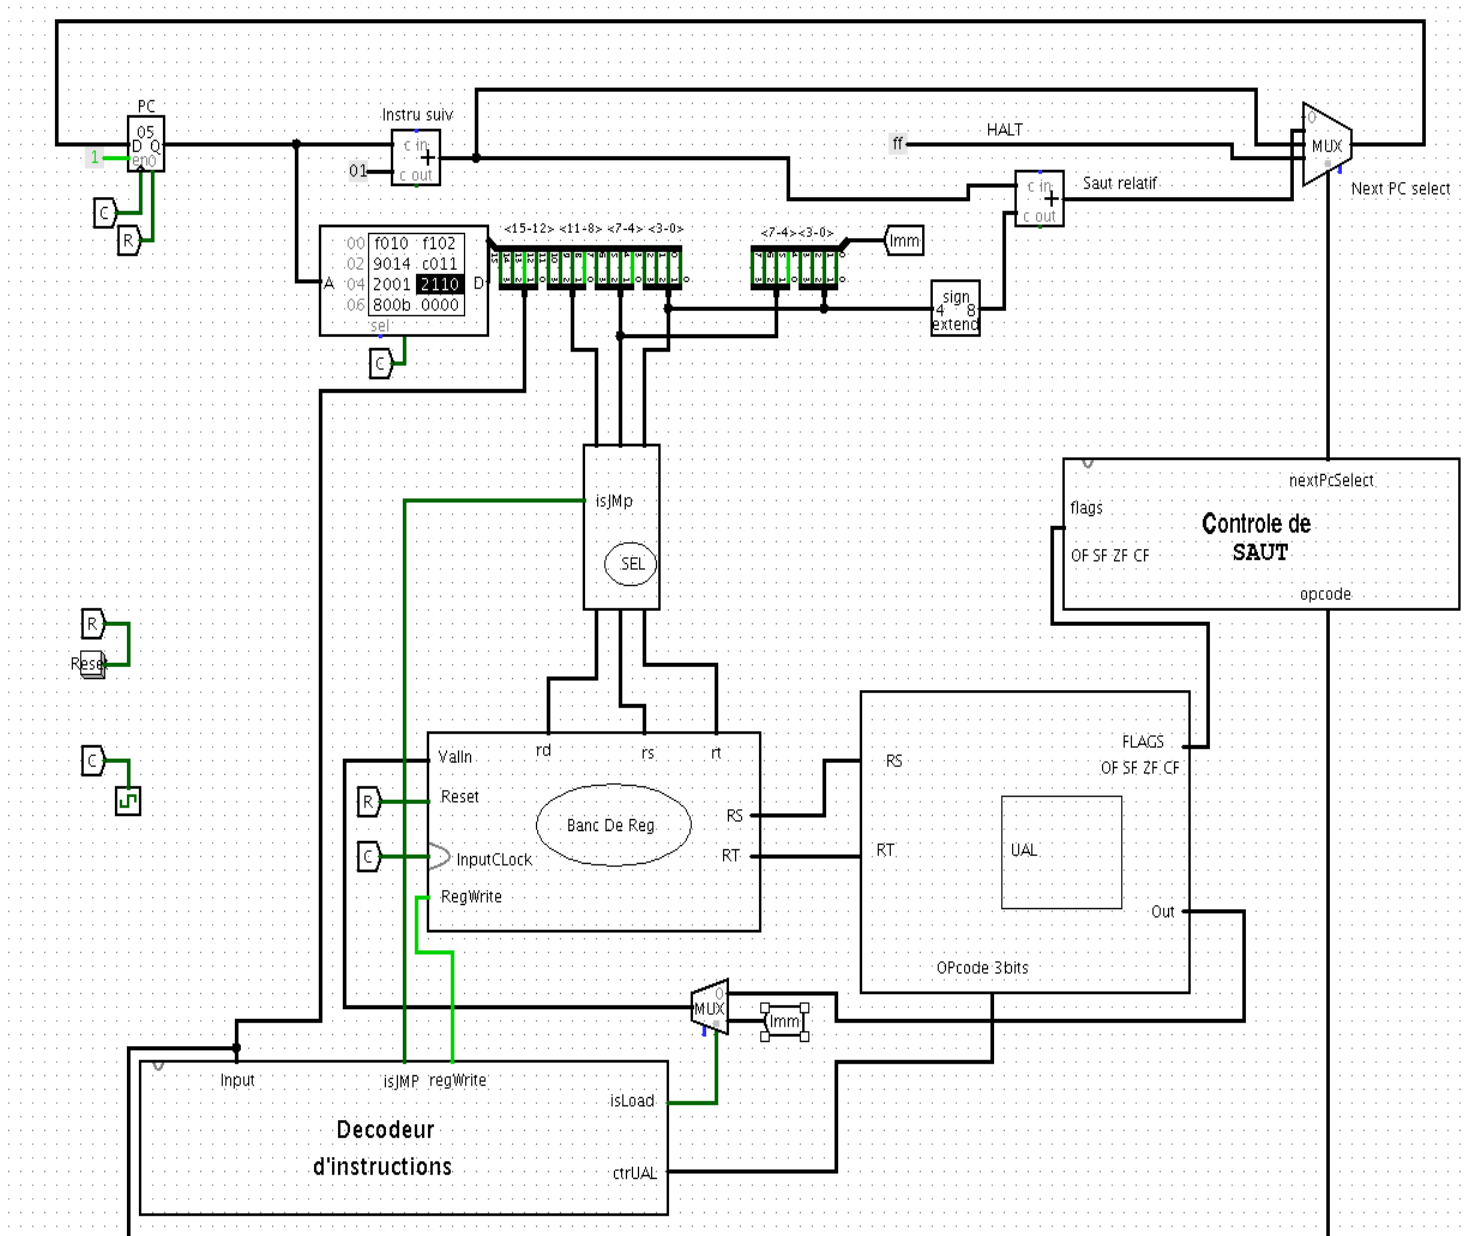 PC
05
D Q
en0
1
C
R
Instru suiv
c in
+
c out
01
ff
HALT
0
MUX
Next PC select
c in
+
c out
Saut relatif
<15-12> <11-8> <7-4> <3-0>
<7-4><3-0>
Imm
00 f010 f102
02 9014 c011
A 04 2001 2110 D
06 800b 0000
sel
C
sign
4 8
extend
isJMp
SEL
nextPcSelect
flags
Controle de
SAUT
OF SF ZF CF
opcode
R
C
rd rs rt
ValIn
Reset
R
Banc De Reg
C
InputCLock
RegWrite
RS
RT
RS
RT
FLAGS
OF SF ZF CF
UAL
Out
OPcode 3bits
0
MUX
Imm
Input isJMP regWrite
isLoad
Decodeur
d'instructions
ctrUAL